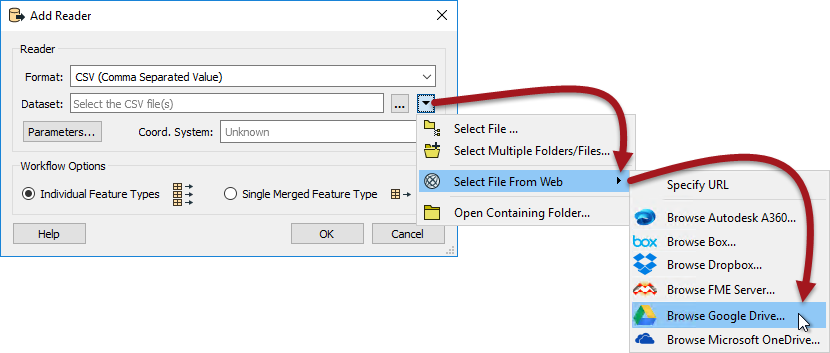 Add Reader
Reader
Format: CSV (Comma Separated Value)
Dataset: Select the CSV file(s) ...
Parameters... Coord. System: Unknown
Workflow Options
Individual Feature Types Single Merged Feature Type
Help OK Cancel
Select File ...
Select Multiple Folders/Files...
Select File From Web
Open Containing Folder...
Specify URL
Browse Autodesk A360...
box Browse Box...
Browse Dropbox...
Browse FME Server...
Browse Google Drive...
Browse Microsoft OneDrive...